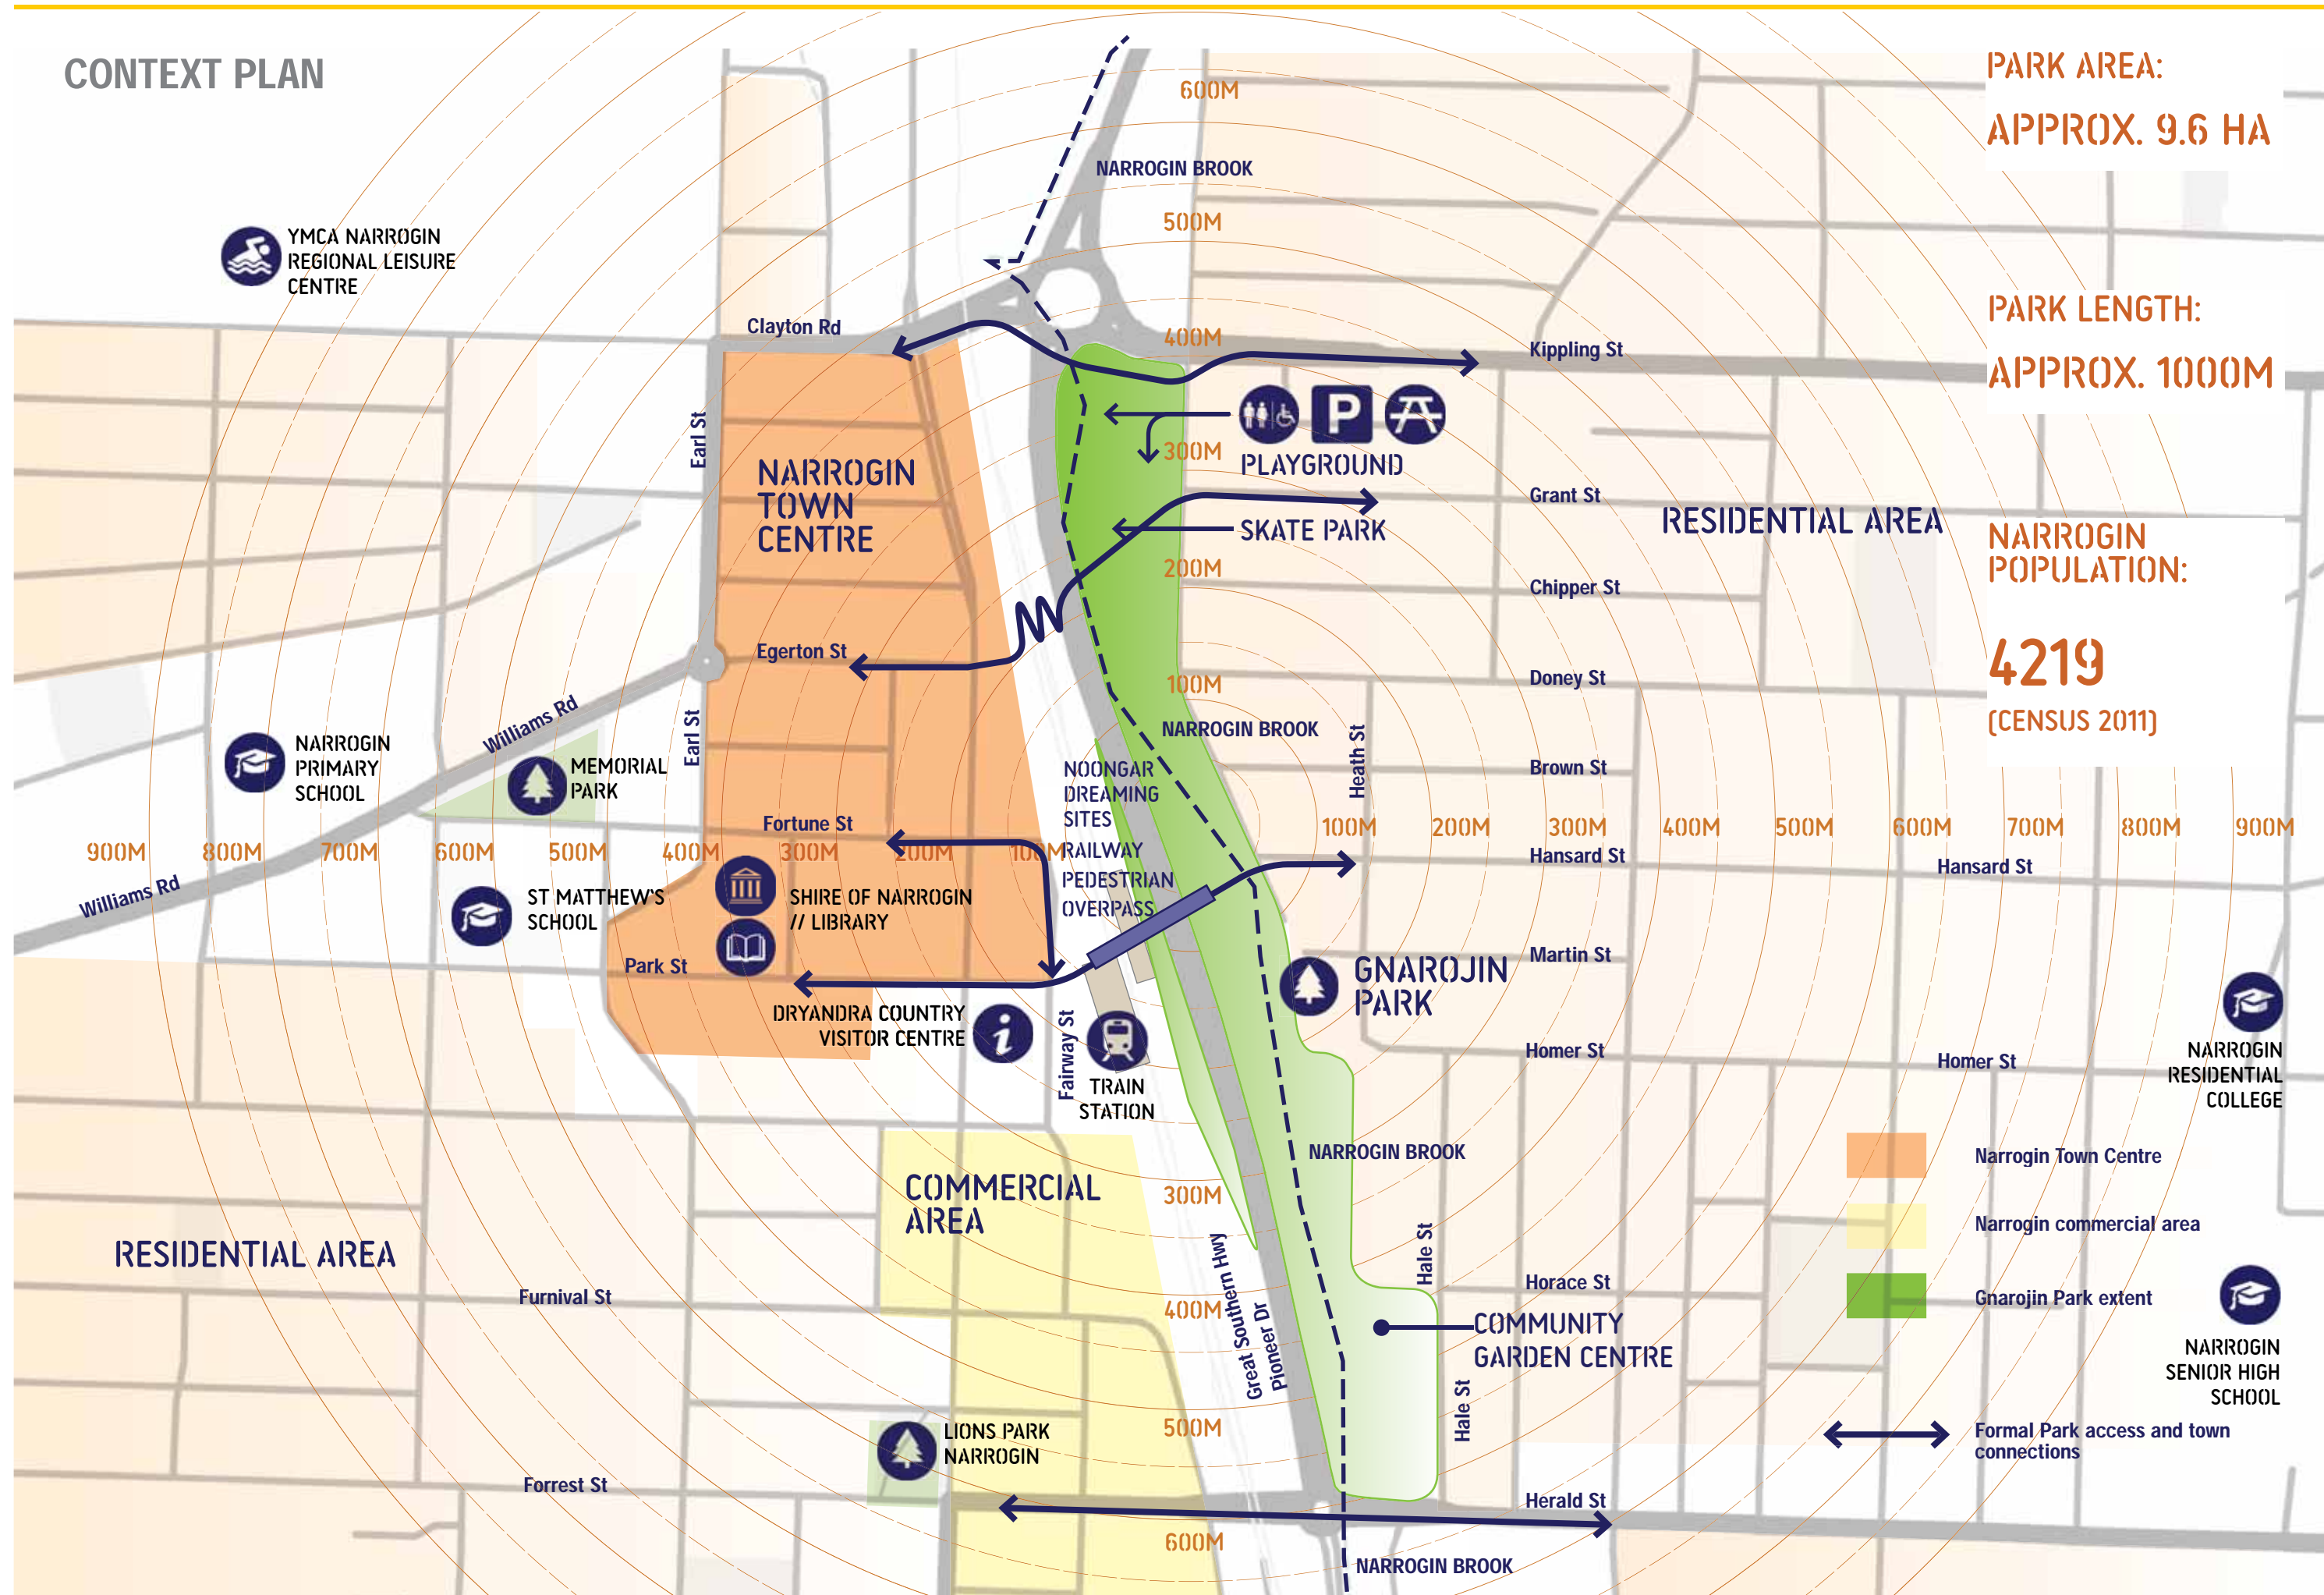 CONTEXT PLAN
PARK AREA:
APPROX. 9.6 HA
PARK LENGTH:
APPROX. 1000M
NARROGIN
POPULATION:
4219
(CENSUS 2011)
600M
NARROGIN BROOK
500M
YMCA NARROGIN
REGIONAL LEISURE
CENTRE
Clayton Rd
400M
Kippling St
Earl St
P
300M
PLAYGROUND
NARROGIN
TOWN
CENTRE
Grant St
SKATE PARK
RESIDENTIAL AREA
200M
Chipper St
Egerton St
100M
Doney St
Williams Rd
Earl St
NARROGIN BROOK
Heath St
NARROGIN
PRIMARY
SCHOOL
MEMORIAL
PARK
NOONGAR
DREAMING
SITES
Brown St
Fortune St
900M
800M
700M
600M
500M
400M
300M
200M
100M
100M
200M
300M
400M
500M
600M
700M
800M
900M
RAILWAY
PEDESTRIAN
OVERPASS
Hansard St
Hansard St
Williams Rd
ST MATTHEW'S
SCHOOL
SHIRE OF NARROGIN
// LIBRARY
Park St
Martin St
GNAROJIN
PARK
DRYANDRA COUNTRY
VISITOR CENTRE
i
Fairway St
TRAIN
STATION
Homer St
Homer St
NARROGIN
RESIDENTIAL
COLLEGE
NARROGIN BROOK
COMMERCIAL
AREA
300M
RESIDENTIAL AREA
Furnival St
Great Southern Hwy
Pioneer Dr
Hale St
Horace St
400M
COMMUNITY
GARDEN CENTRE
Hale St
500M
LIONS PARK
NARROGIN
Forrest St
Herald St
600M
NARROGIN BROOK
Narrogin Town Centre
Narrogin commercial area
Gnarojin Park extent
NARROGIN
SENIOR HIGH
SCHOOL
Formal Park access and town
connections